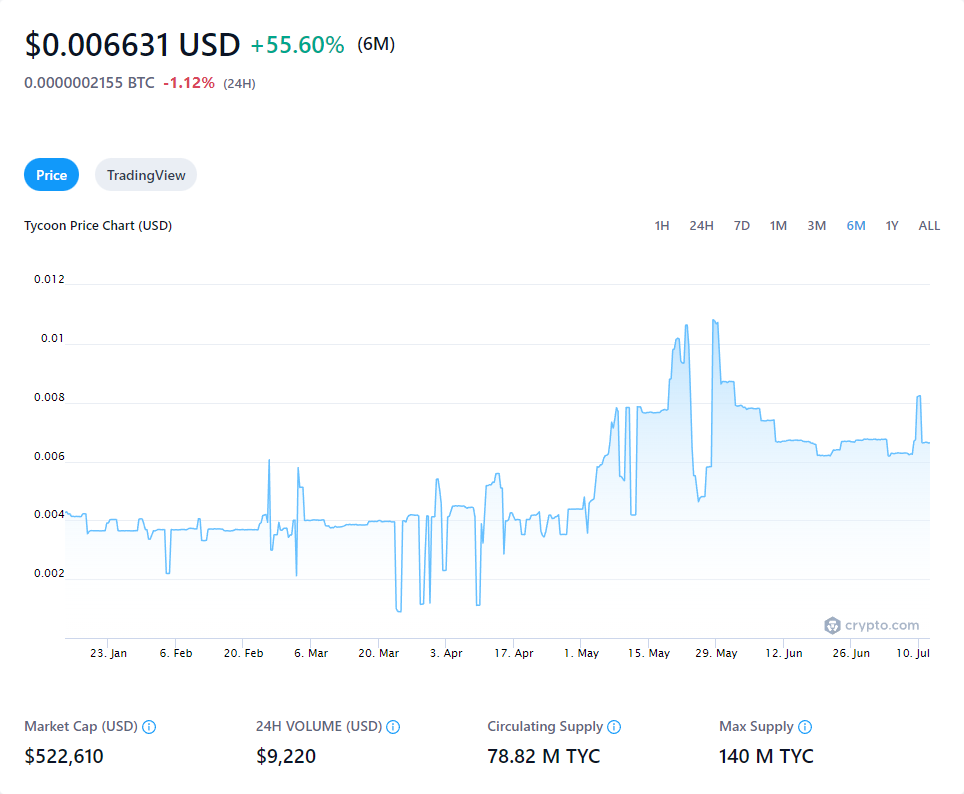 $0.006631 USD +55.60% (6M)
0.0000002155 BTC -1.12% (24H)
Price TradingView
Tycoon Price Chart (USD) 1H 24H 7D 1M 3M 6M 1Y ALL
0.012
0.01
0.008
0.006
0.004
0.002
crypto.com
23. Jan 6. Feb 20. Feb 6. Mar 20. Mar 3. Apr 17. Apr 1. May 15. May 29. May 12. Jun 26. Jun 10. Jul
Market Cap (USD) 24H VOLUME (USD) Circulating Supply Max Supply
$522,610 $9,220 78.82 M TYC 140 M TYC